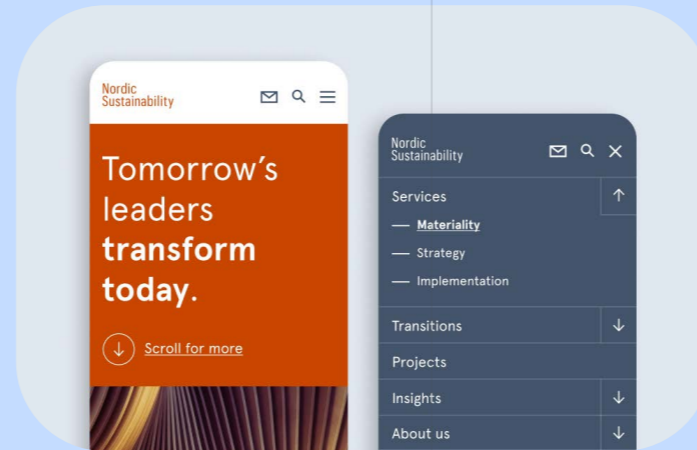 Nordic
Sustainability
Tomorrow's
leaders
transform
today.
Scroll for more
Nordic
Sustainability
Services
— Materiality
— Strategy
— Implementation
Transitions
Projects
Insights
About us